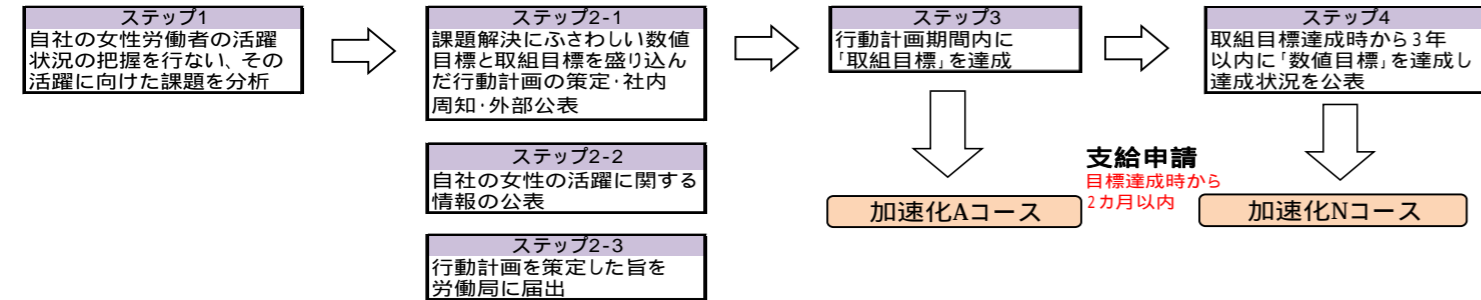 ステップ1
自社の女性労働者の活躍
状況の把握を行ない、その
活躍に向けた課題を分析
ステップ2-1
課題解決にふさわしい数値
目標と取組目標を盛り込ん
だ行動計画の策定・社内
周知・外部公表
ステップ2-2
自社の女性の活躍に関する
情報の公表
ステップ2-3
行動計画を策定した旨を
労働局に届出
ステップ3
行動計画期間内に
「取組目標」を達成
加速化Aコース
支給申請
目標達成時から
2カ月以内
ステップ4
取組目標達成時から3年
以内に「数値目標」を達成し
達成状況を公表
加速化Nコース